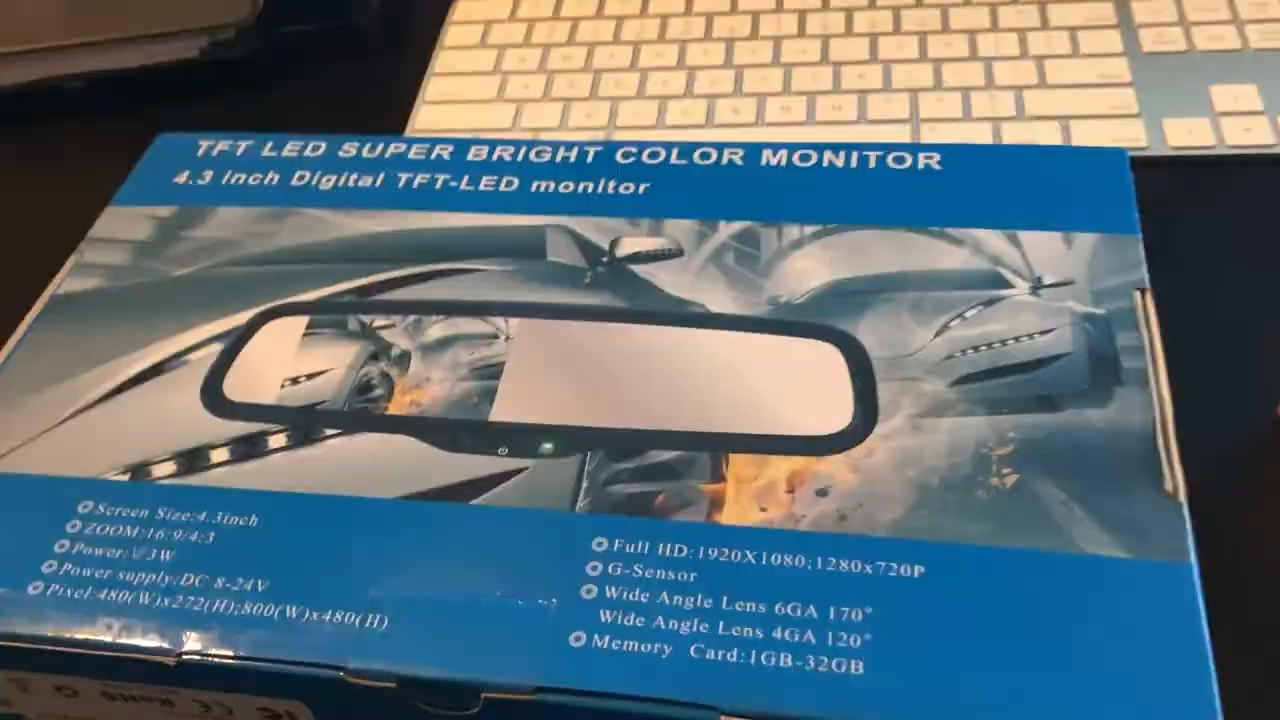 TFT LED SUPER BRIGHT COLOR MONITOR
4.3 inch Digital TFT-LED monitor
Screen Size:4.3inch
ZOOM:16:9/4:3
Power:≤/3W
Power supply:DC 8-24V
Pixel:480(W)x272(H);800(W)x480(H)
Full HD:1920X1080;1280x720P
G-Sensor
Wide Angle Lens 6GA 170°
Wide Angle Lens 4GA 120°
Memory Card:1GB-32GB
RoHS